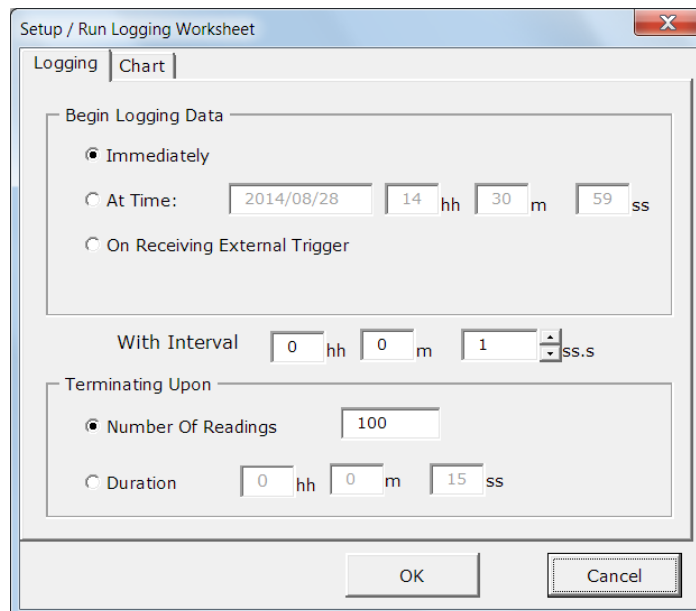 Setup / Run Logging Worksheet
Logging Chart
Begin Logging Data
Immediately
At Time: 2014/08/28 14 hh 30 m 59 ss
On Receiving External Trigger
With Interval 0 hh 0 m 1 ss.s
Terminating Upon
Number Of Readings 100
Duration 0 hh 0 m 15 ss
OK Cancel